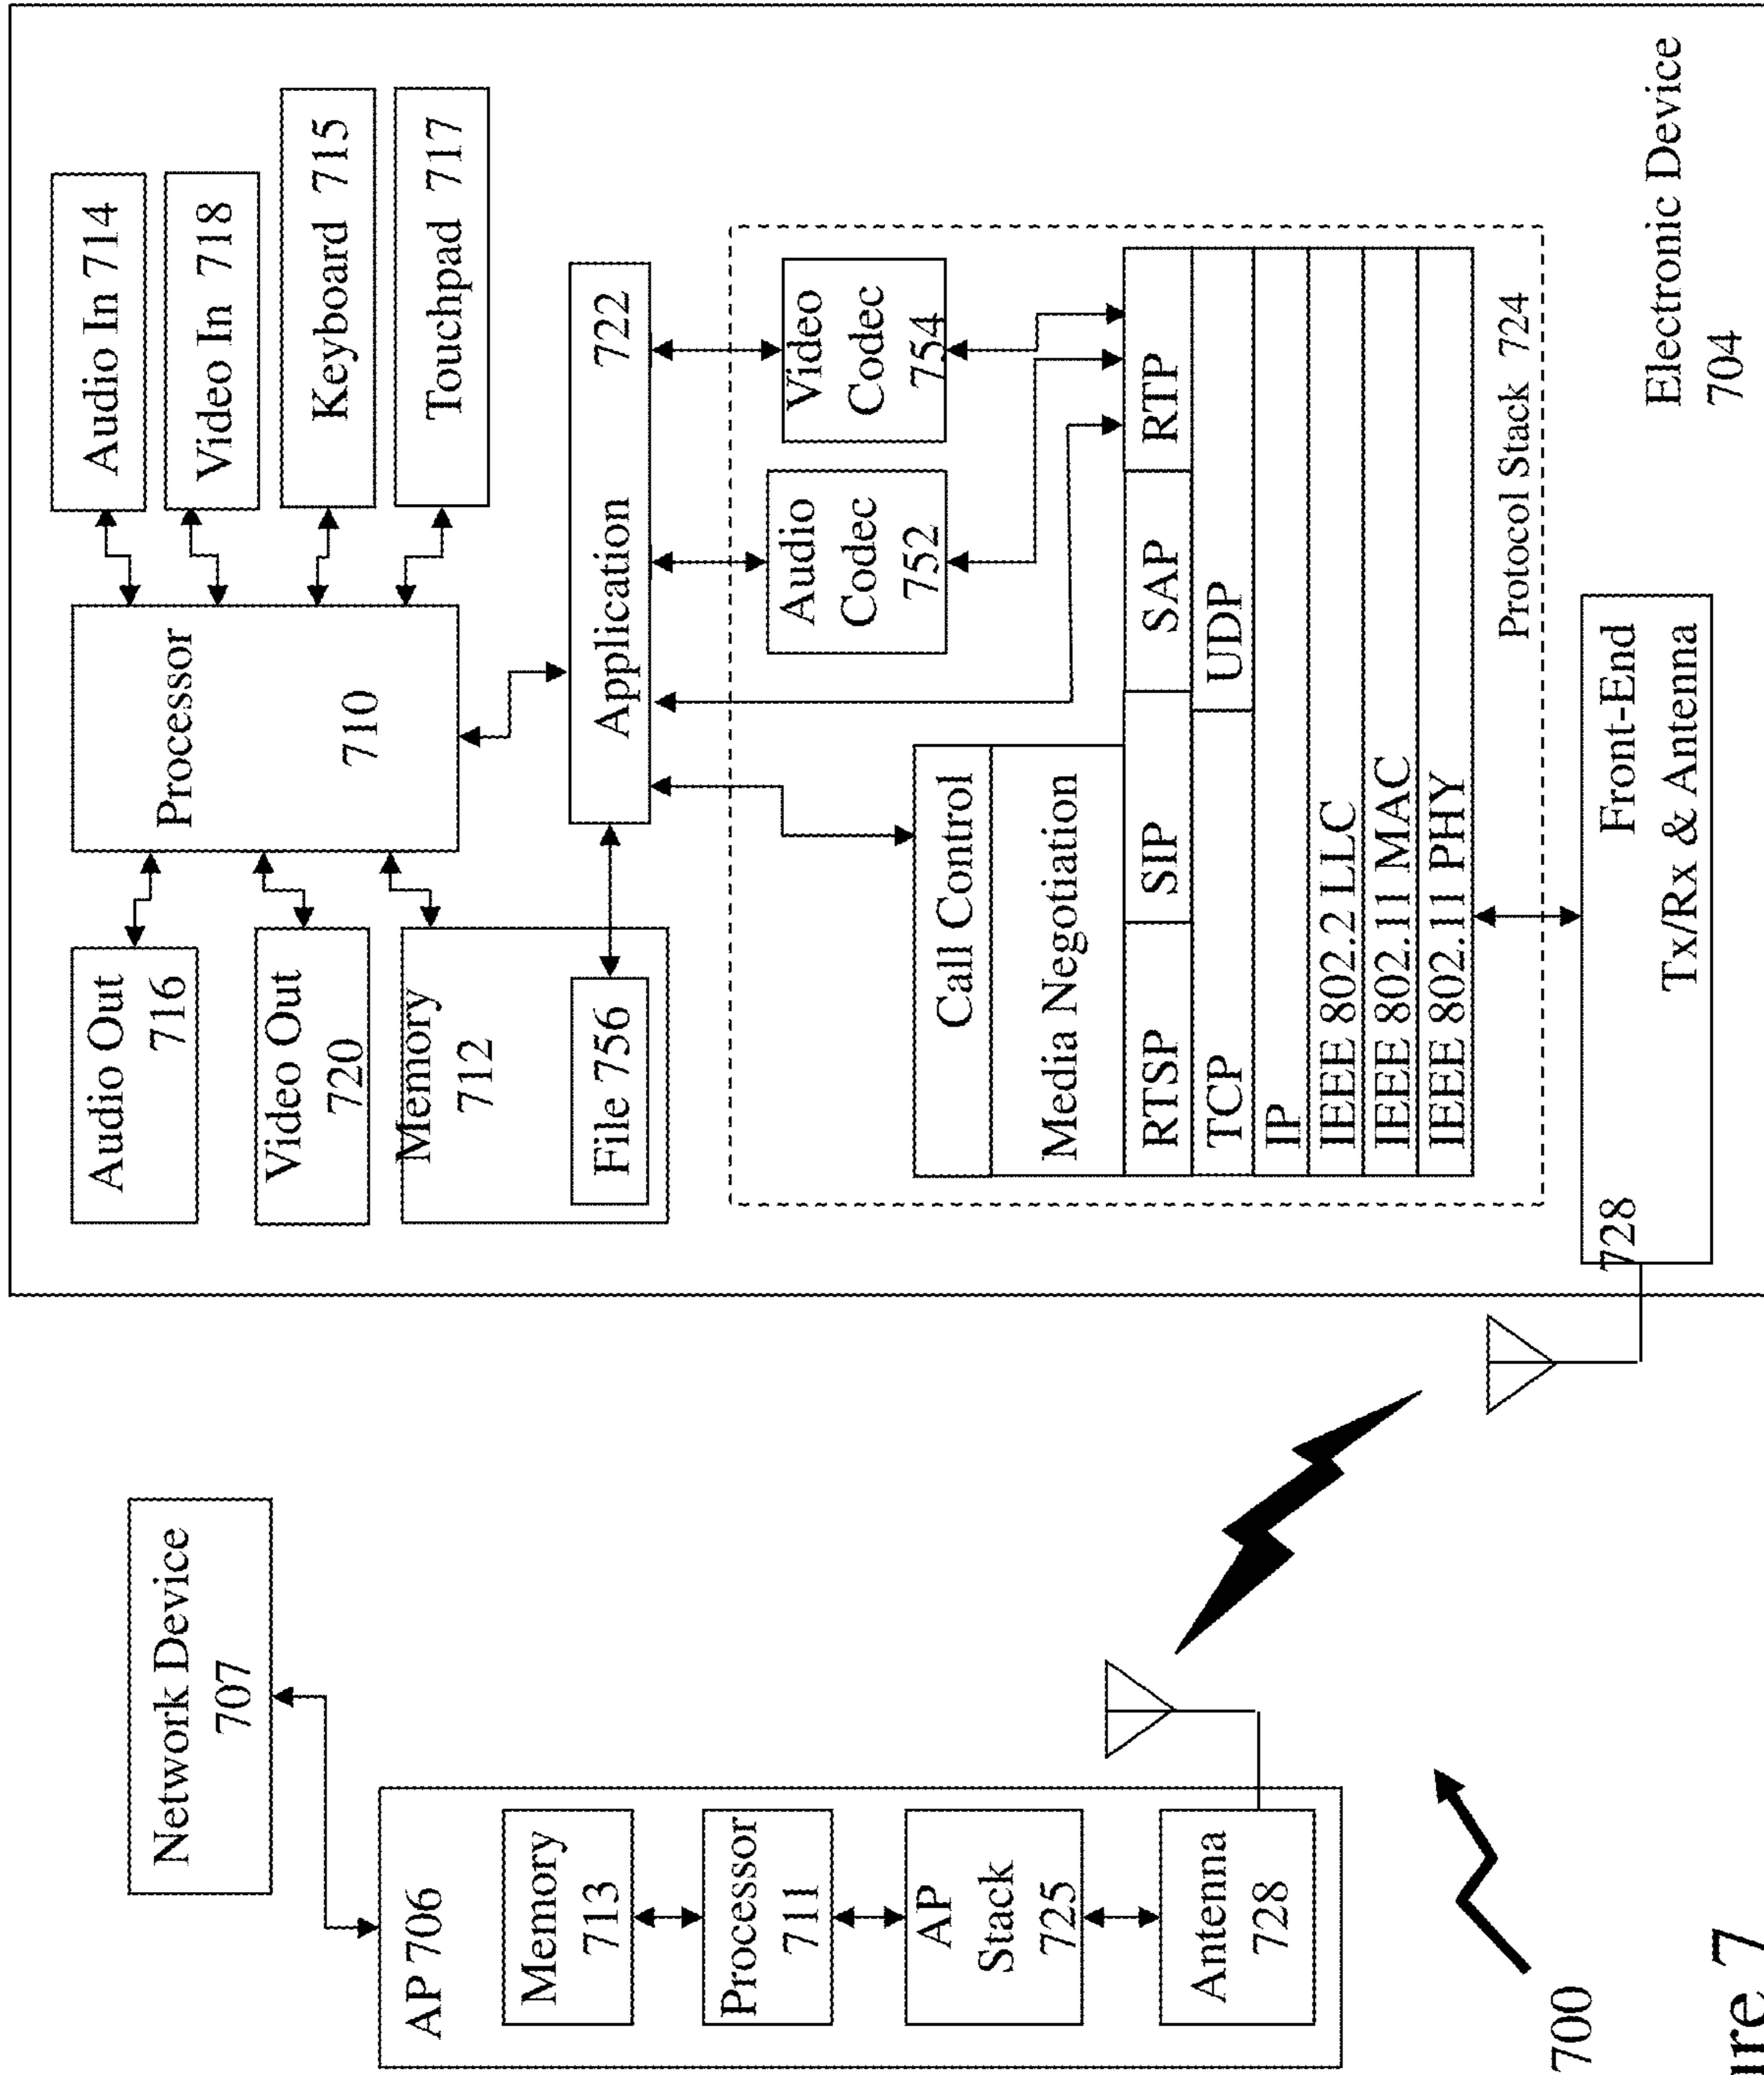 Network Device
707
AP 706
Memory
713
Processor
711
AP
Stack
725
Antenna
728
700
Audio Out
716
Video Out
720
Memory
712
File 756
Processor
710
Audio In 714
Video In 718
Keyboard 715
Touchpad 717
Application 722
Call Control
Media Negotiation
Audio
Codec
752
Video
Codec
754
RTSP SIP SAP RTP
TCP UDP
IP
IEEE 802.2 LLC
IEEE 802.11 MAC
IEEE 802.11 PHY
Protocol Stack 724
728 Front-End
Tx/Rx & Antenna
Electronic Device
704
ure 7